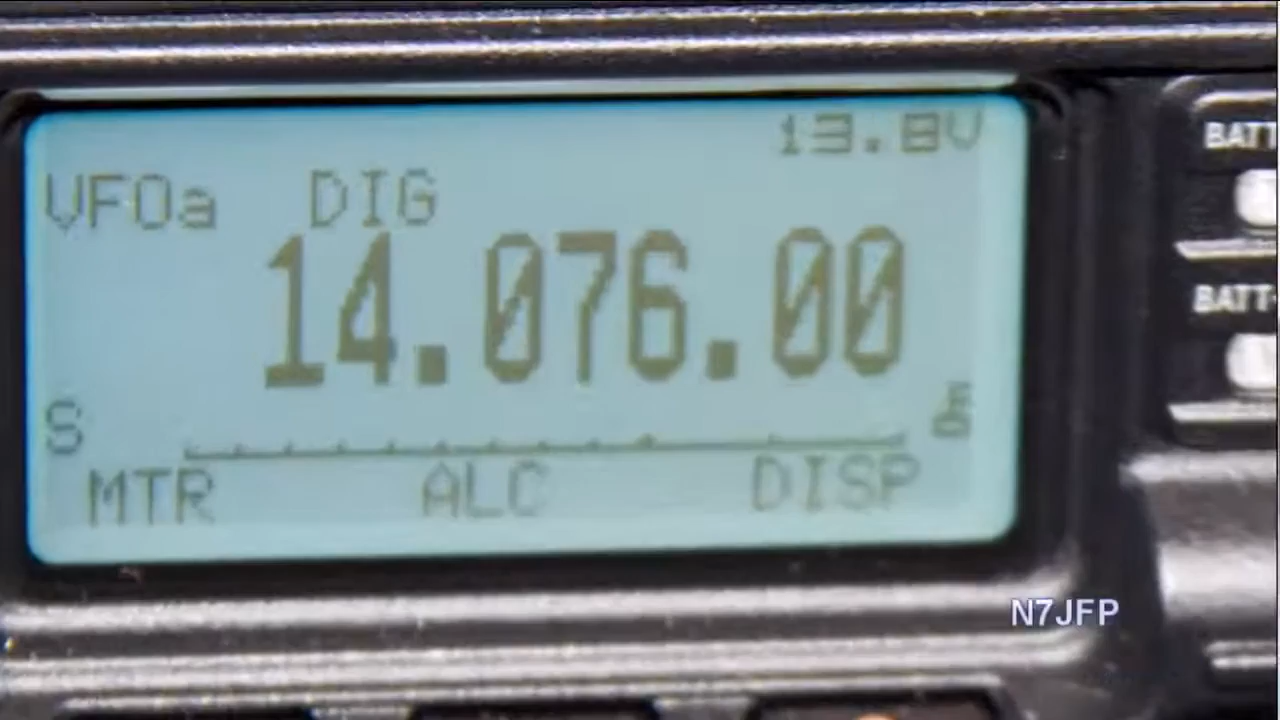 13.8V
VFOa DIG
14.076.00
S
MTR ALC DISP
BATT
BATT-
N7JFP